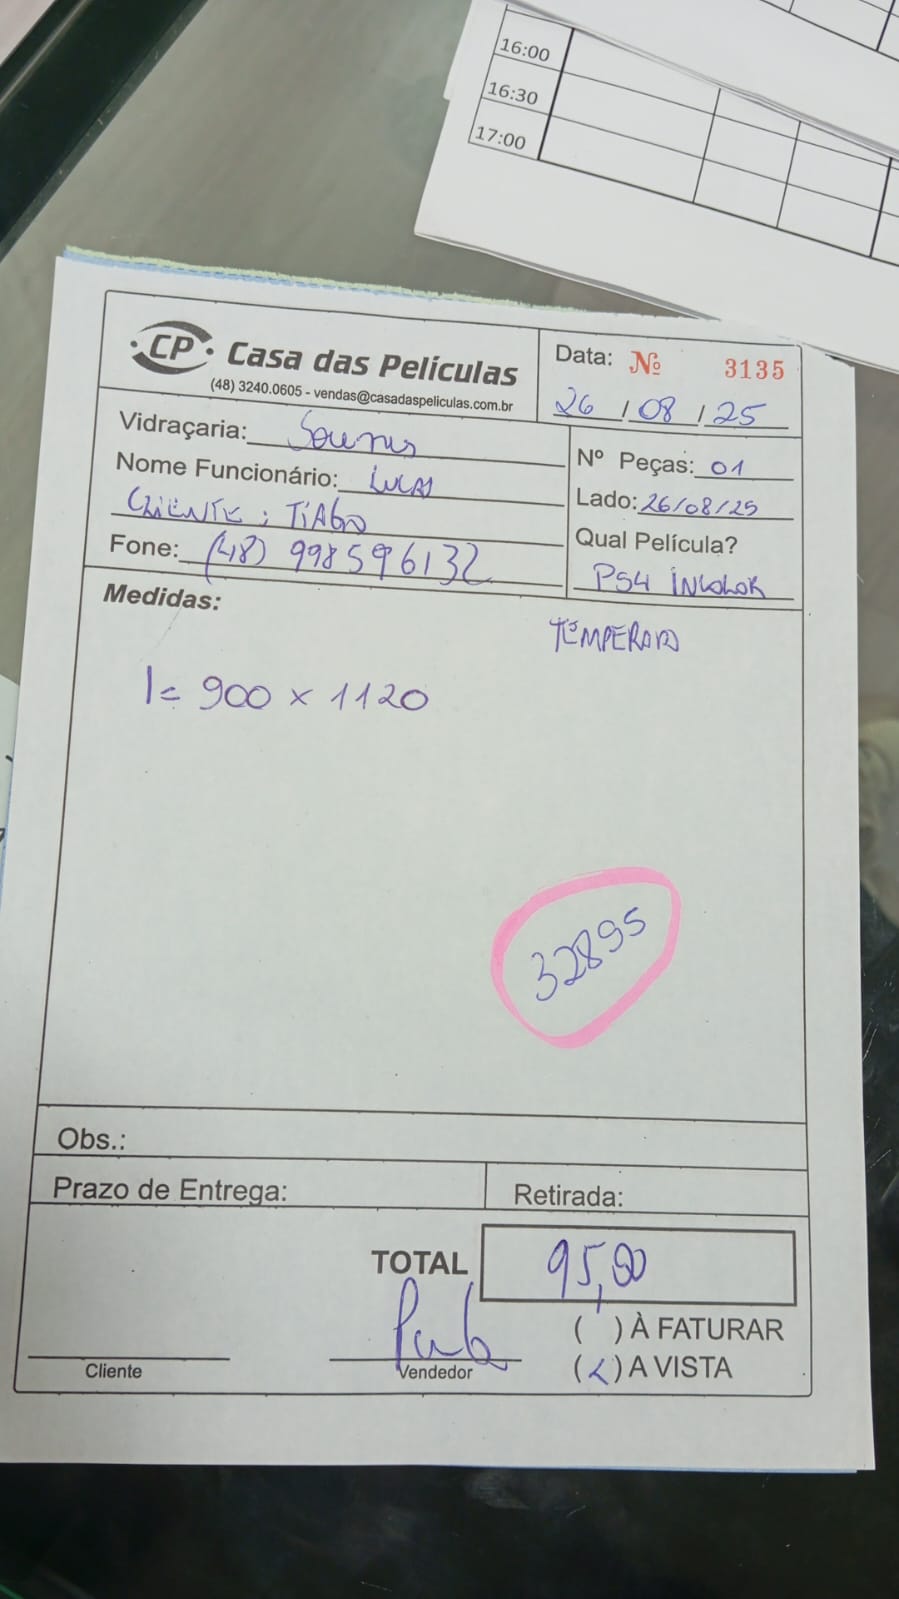 16:00
16:30
17:00
CP Casa das Películas
(48) 3240.0605 - vendas@casadaspeliculas.com.br
Data: Nº 3135
26 / 08 / 25
Vidraçaria:
Nome Funcionário: LUCAS
CLIENTE: TIAGO
Fone: (48) 998596132
Nº Peças: 01
Lado: 26/08/25
Qual Película?
PS4 INCOLOR
Medidas:
TEMPERADO
1= 900 x 1120
32895
Obs.:
Prazo de Entrega:
Retirada:
TOTAL 95,00
( ) À FATURAR
(x) A VISTA
Cliente
Vendedor